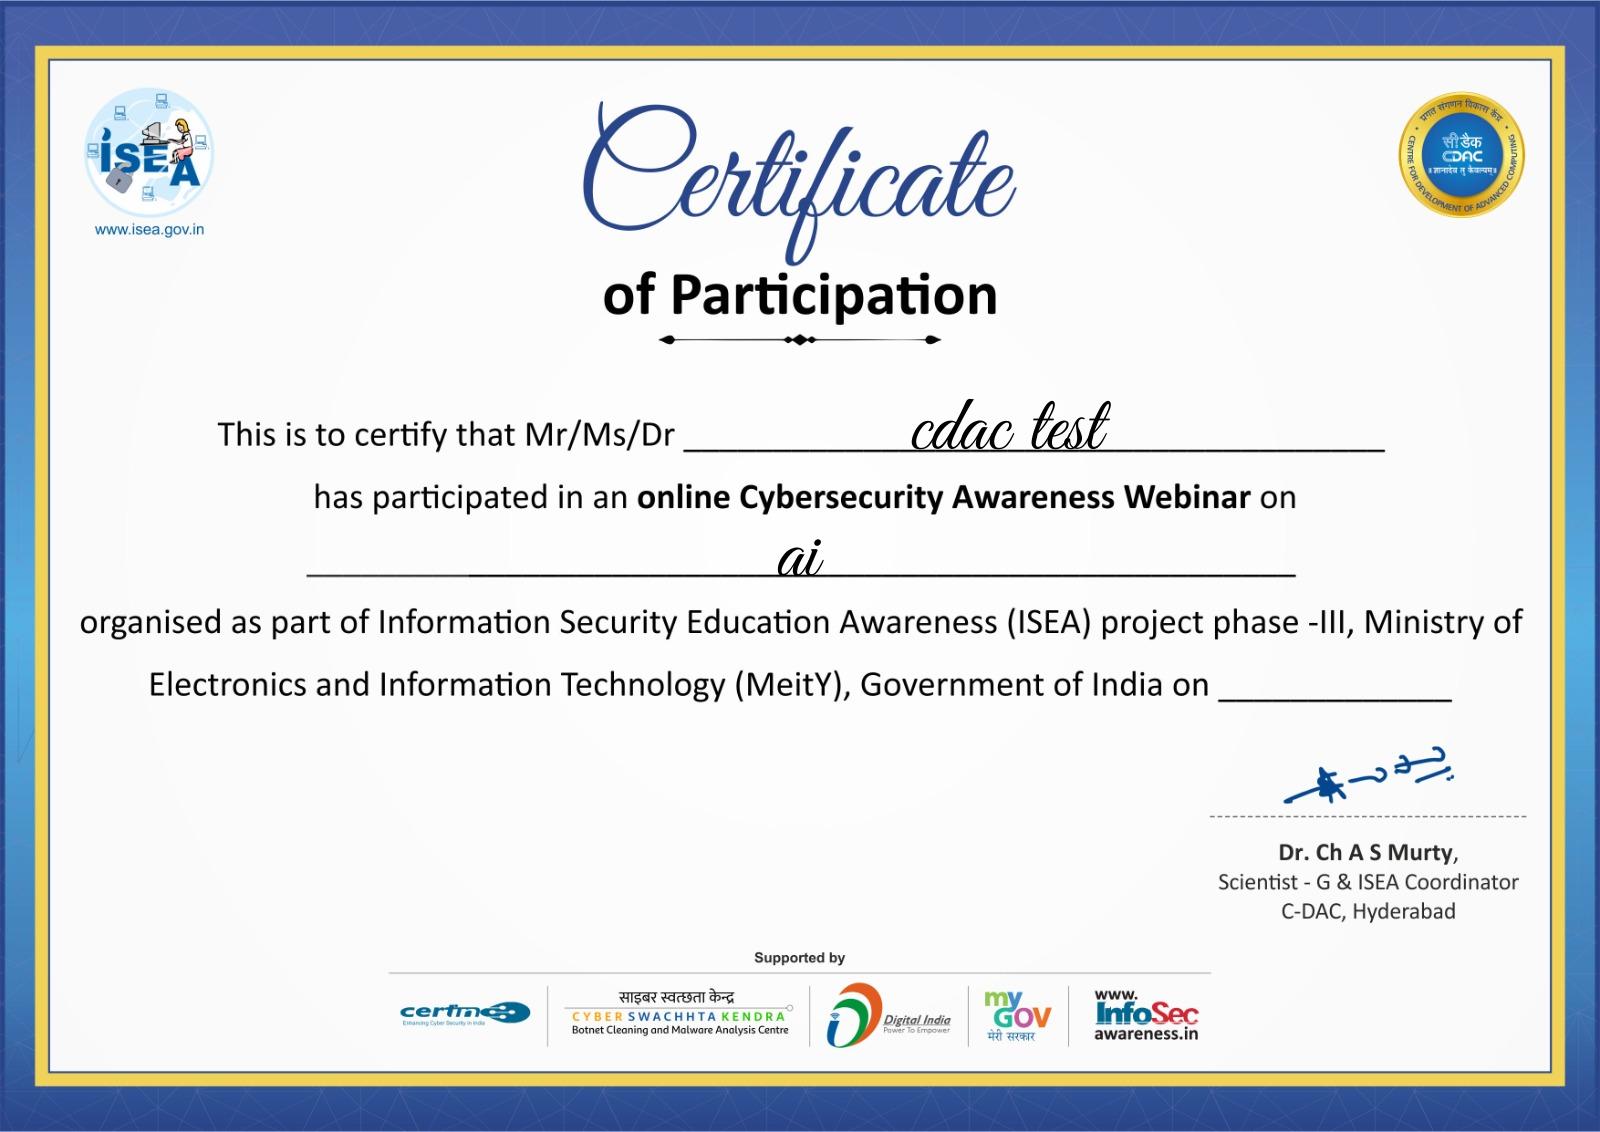 ISEA
www.isea.gov.in
प्रगत संगणन विकास केंद्र
सी डैक
CDAC
॥ ज्ञानादेव तु कैवल्यम् ॥
CENTRE FOR DEVELOPMENT OF ADVANCED COMPUTING
Certificate
of Participation
This is to certify that Mr/Ms/Dr cdac test
has participated in an online Cybersecurity Awareness Webinar on
ai
organised as part of Information Security Education Awareness (ISEA) project phase -III, Ministry of
Electronics and Information Technology (MeitY), Government of India on
Dr. Ch A S Murty,
Scientist - G & ISEA Coordinator
C-DAC, Hyderabad
Supported by
certin
Enhancing Cyber Security in India
साइबर स्वच्छता केन्द्र
CYBER SWACHHTA KENDRA
Botnet Cleaning and Malware Analysis Centre
Digital India
Power To Empower
my
GOV
मेरी सरकार
www.
InfoSec
awareness.in